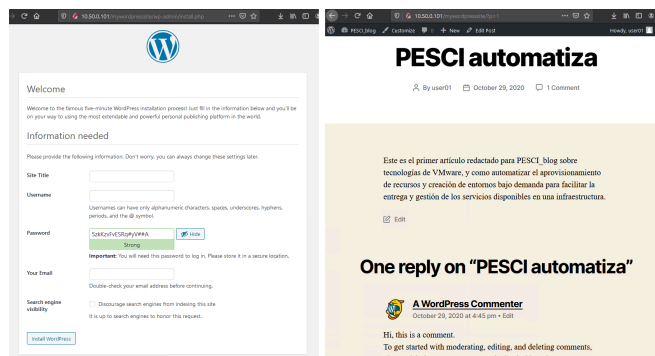 10.50.0.101/mywordpresssite/wp-admin/install.php
Welcome
Welcome to the famous five-minute WordPress installation process! Just fill in the information below and you'll be
on your way to using the most extendable and powerful personal publishing platform in the world.
Information needed
Please provide the following information. Don't worry, you can always change these settings later.
Site Title
Username
Usernames can have only alphanumeric characters, spaces, underscores, hyphens,
periods, and the @ symbol.
Password
Hide
Strong
Important: You will need this password to log in. Please store it in a secure location.
Your Email
Double-check your email address before continuing.
Search engine
visibility
Discourage search engines from indexing this site
It is up to search engines to honor this request.
Install WordPress
10.50.0.101/mywordpresssite/?p=1
PESCI_blog Customize 0 New Edit Post Howdy, user01
PESCI automatiza
By user01 October 29, 2020 1 Comment
Este es el primer artículo redactado para PESCI_blog sobre
tecnologías de VMware, y como automatizar el aprovisionamiento
de recursos y creación de entornos bajo demanda para facilitar la
entrega y gestión de los servicios disponibles en una infraestructura.
Edit
One reply on “PESCI automatiza”
A WordPress Commenter
October 29, 2020 at 4:45 pm • Edit
Hi, this is a comment.
To get started with moderating, editing, and deleting comments,